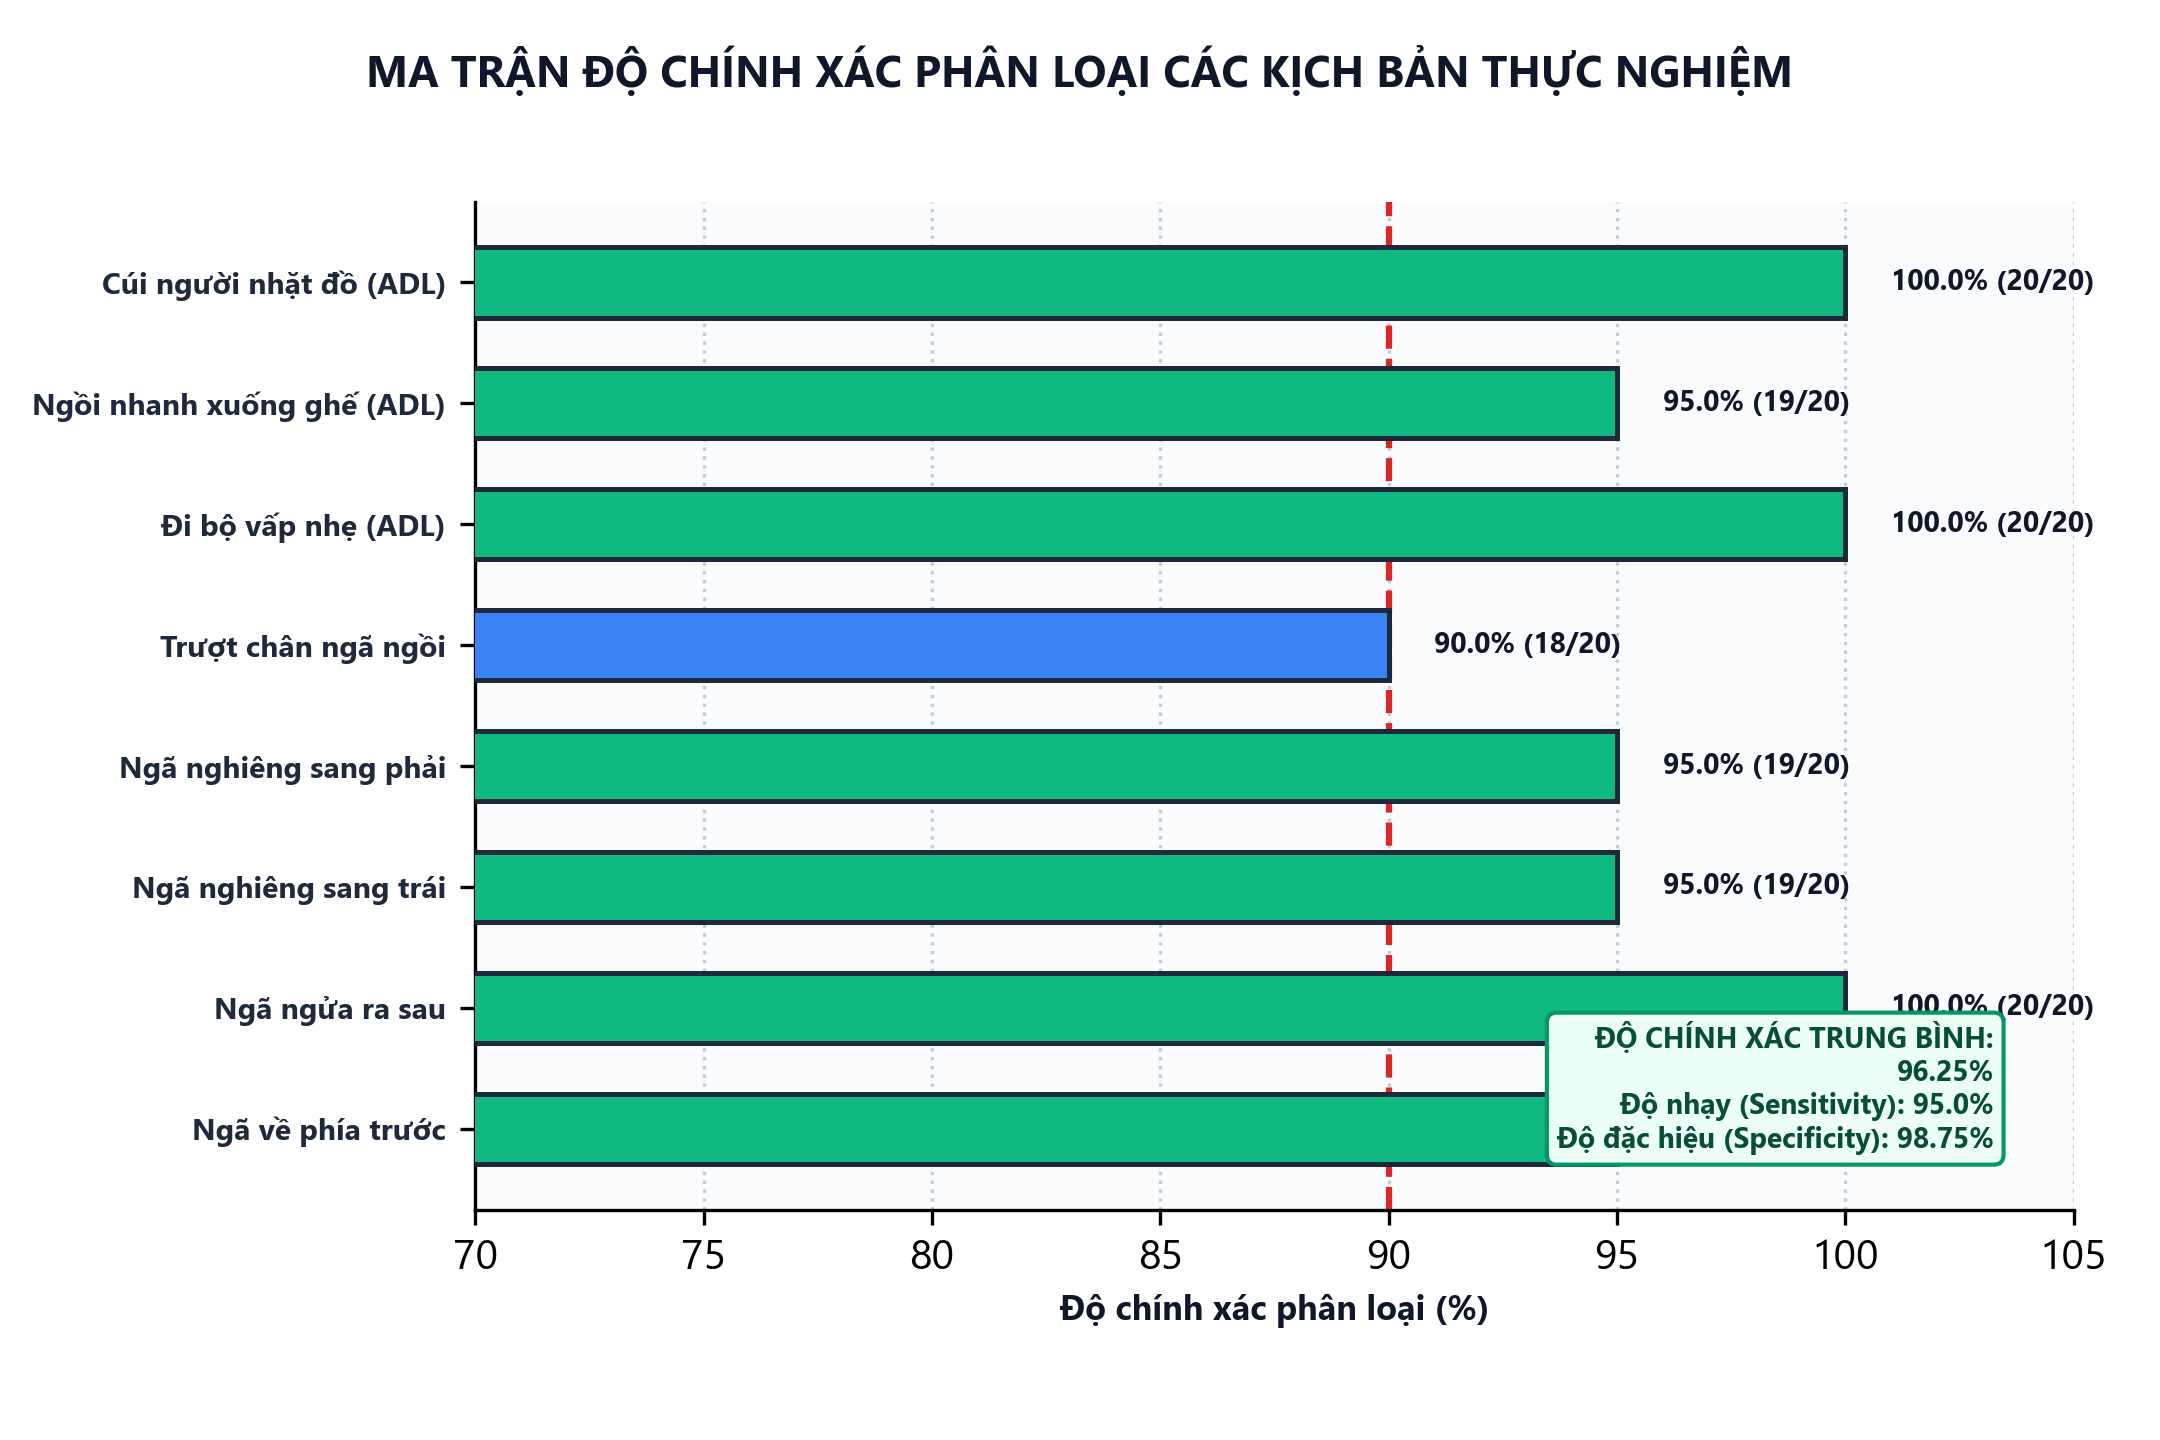 MA TRẬN ĐỘ CHÍNH XÁC PHÂN LOẠI CÁC KỊCH BẢN THỰC NGHIỆM
Cúi người nhặt đồ (ADL)
100.0% (20/20)
Ngồi nhanh xuống ghế (ADL)
95.0% (19/20)
Đi bộ vấp nhẹ (ADL)
100.0% (20/20)
Trượt chân ngã ngồi
90.0% (18/20)
Ngã nghiêng sang phải
95.0% (19/20)
Ngã nghiêng sang trái
95.0% (19/20)
Ngã ngửa ra sau
100.0% (20/20)
Ngã về phía trước
ĐỘ CHÍNH XÁC TRUNG BÌNH:
96.25%
Độ nhạy (Sensitivity): 95.0%
Độ đặc hiệu (Specificity): 98.75%
70 75 80 85 90 95 100 105
Độ chính xác phân loại (%)